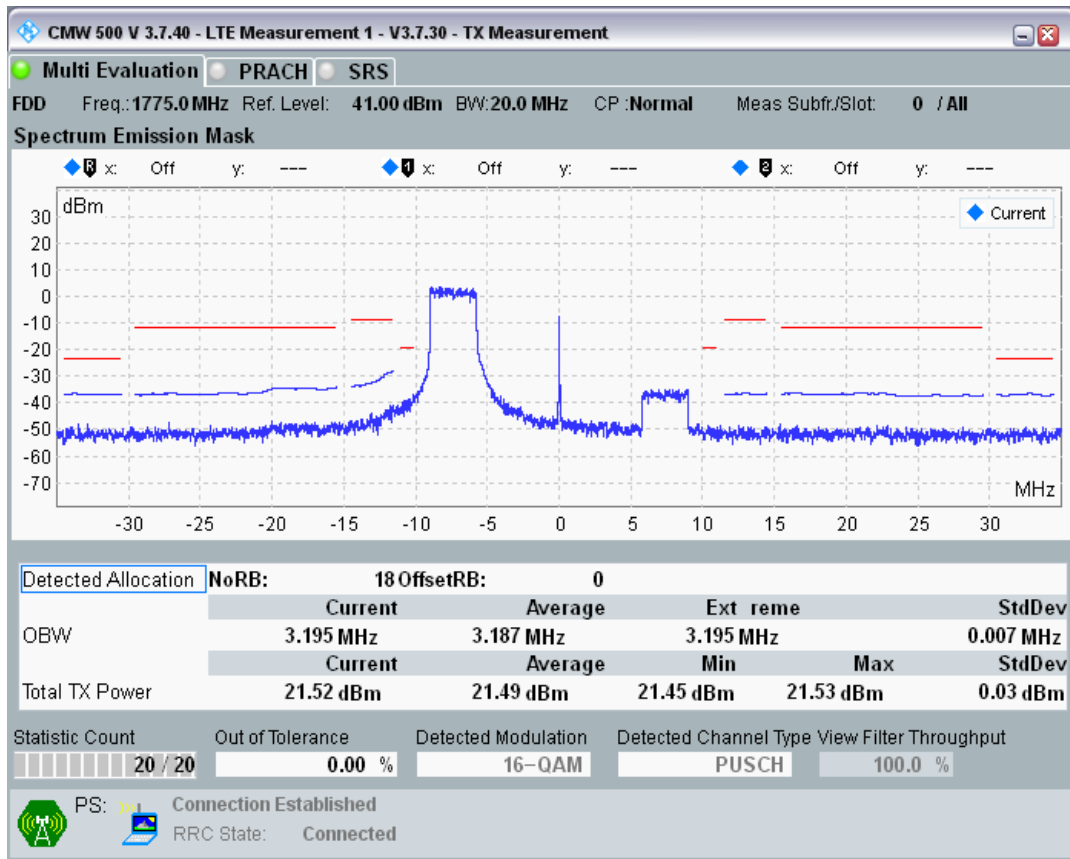 CMW 500 V 3.7.40 - LTE Measurement 1 - V3.7.30 - TX Measurement
Multi Evaluation PRACH SRS
FDD Freq.:1775.0 MHz Ref. Level: 41.00 dBm BW:20.0 MHz CP :Normal Meas Subfr./Slot: 0 / All
Spectrum Emission Mask
R x: Off y: --- 1 x: Off y: --- 2 x: Off y: ---
dBm
Current
30
20
10
0
-10
-20
-30
-40
-50
-60
-70
MHz
-30 -25 -20 -15 -10 -5 0 5 10 15 20 25 30
Detected Allocation NoRB: 18 OffsetRB: 0
Current Average Ext reme StdDev
OBW 3.195 MHz 3.187 MHz 3.195 MHz 0.007 MHz
Current Average Min Max StdDev
Total TX Power 21.52 dBm 21.49 dBm 21.45 dBm 21.53 dBm 0.03 dBm
Statistic Count Out of Tolerance Detected Modulation Detected Channel Type View Filter Throughput
20 / 20 0.00 % 16-QAM PUSCH 100.0 %
PS: Connection Established
RRC State: Connected